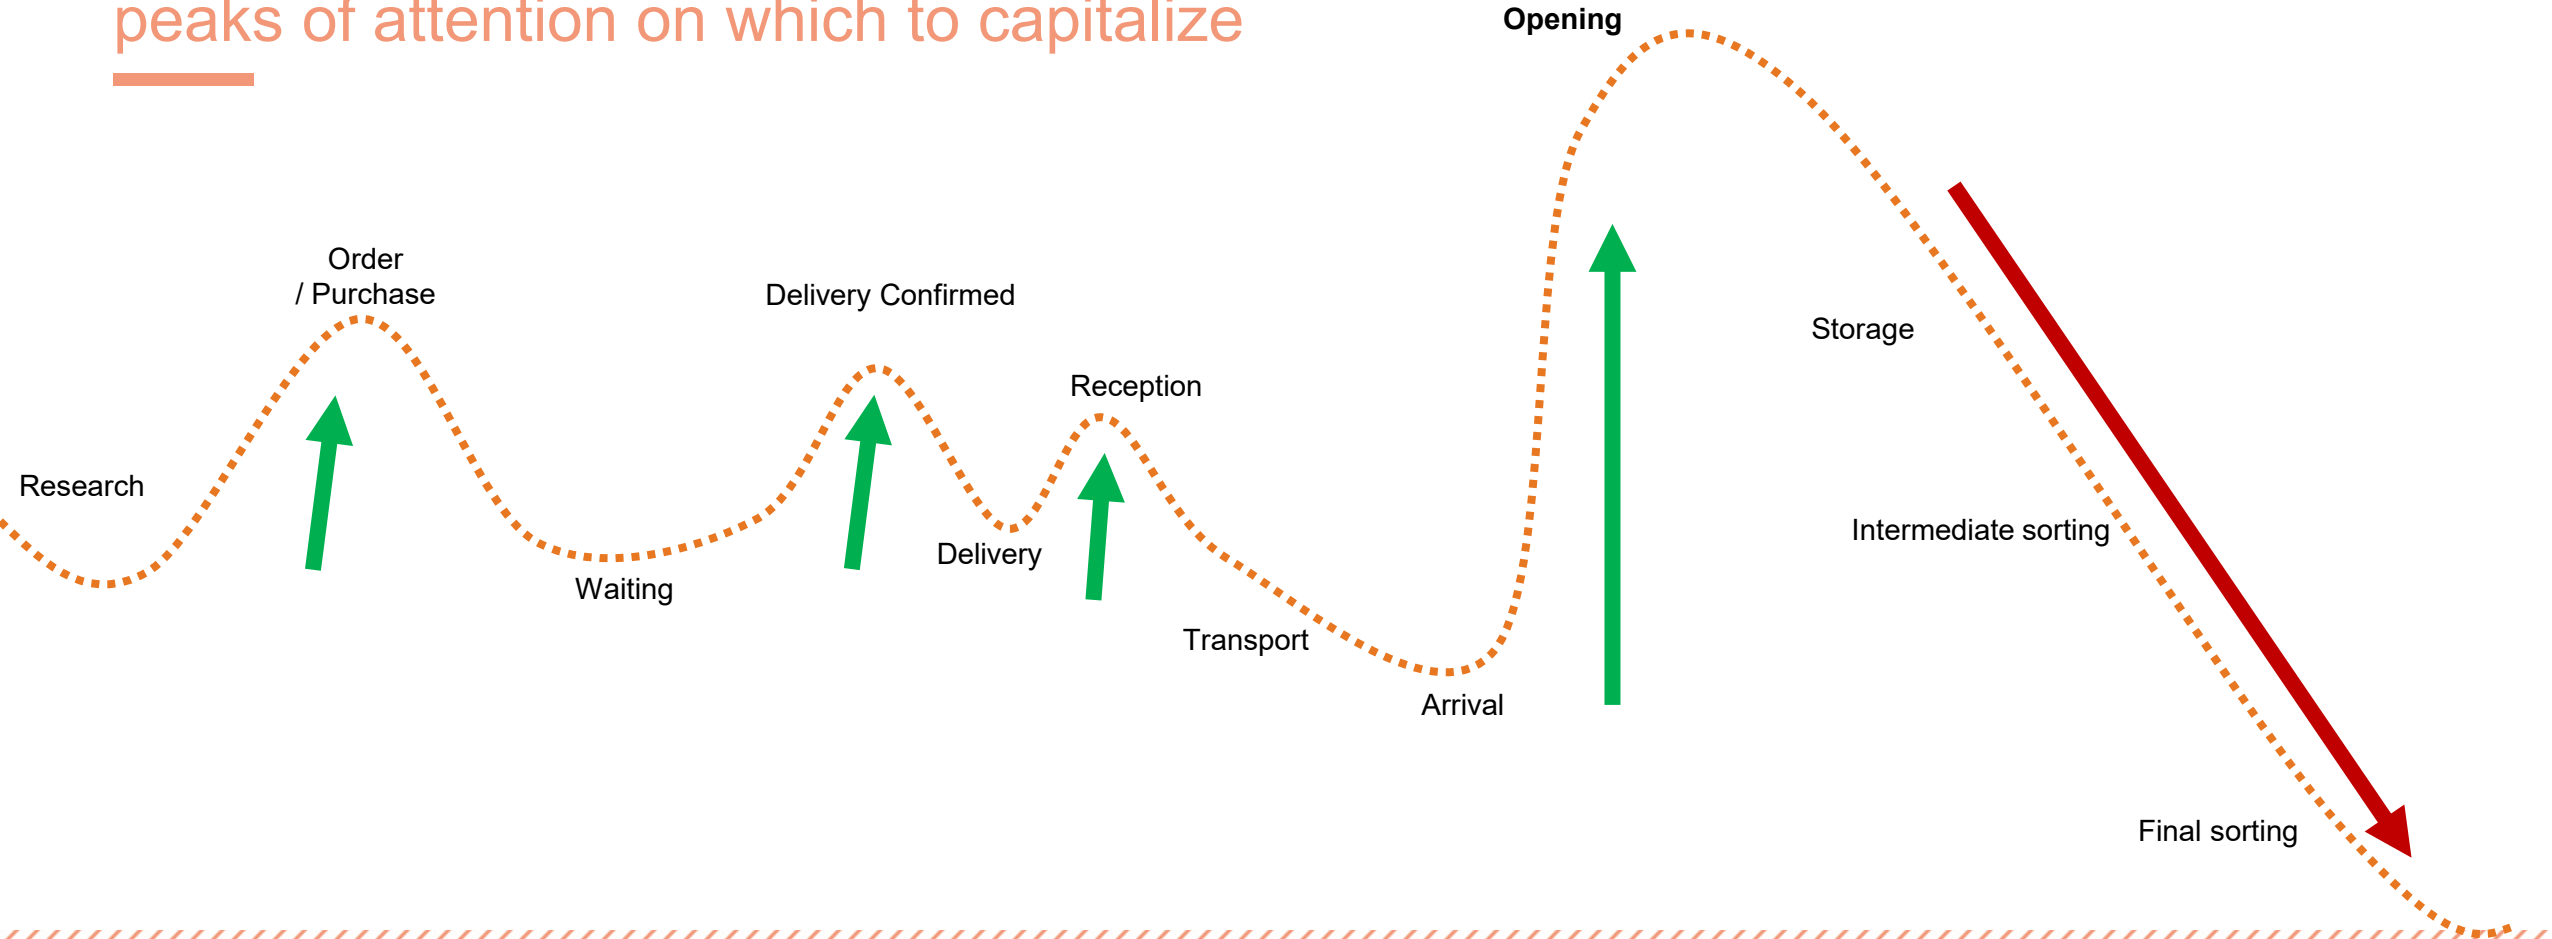 peaks of attention on which to capitalize
Opening
Order
/ Purchase
Delivery Confirmed
Reception
Storage
Research
Intermediate sorting
Delivery
Waiting
Transport
Arrival
Final sorting